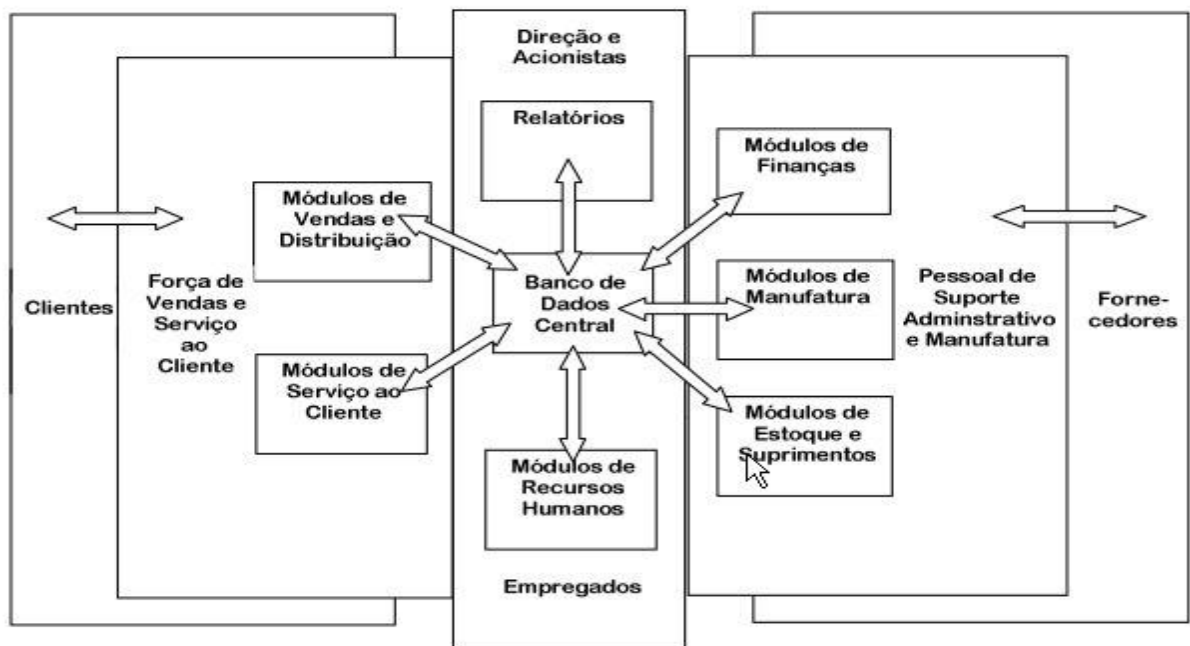 Direção e
Acionistas
Relatórios
Módulos de
Finanças
Módulos de
Vendas e
Distribuição
Clientes
Força de
Vendas e
Serviço
ao
Cliente
Banco de
Dados
Central
Módulos de
Manufatura
Pessoal de
Suporte
Adminstrativo
e Manufatura
Forne-
cedores
Módulos de
Serviço ao
Cliente
Módulos de
Estoque e
Suprimentos
Módulos de
Recursos
Humanos
Empregados